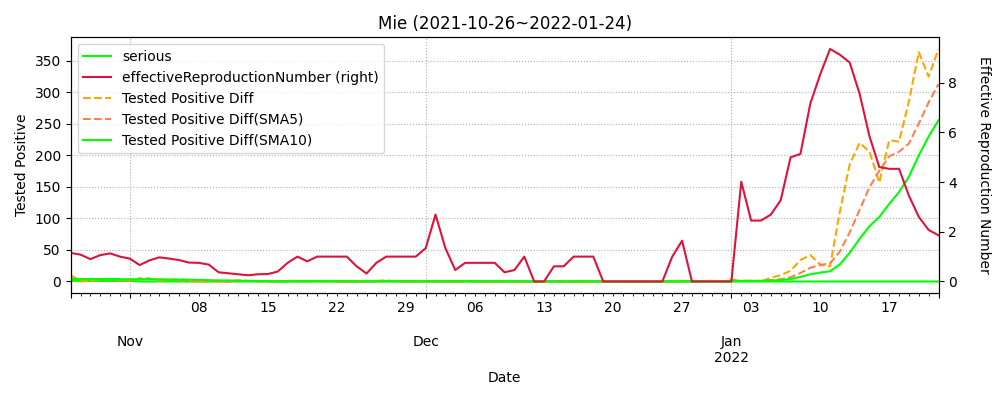 Mie (2021-10-26~2022-01-24)
serious
effectiveReproductionNumber (right)
Tested Positive Diff
Tested Positive Diff(SMA5)
Tested Positive Diff(SMA10)
Tested Positive
350
300
250
200
150
100
50
0
8
6
4
2
0
Effective Reproduction Number
08 15 22 29 06 13 20 27 03 10 17
Nov Dec Jan
2022
Date